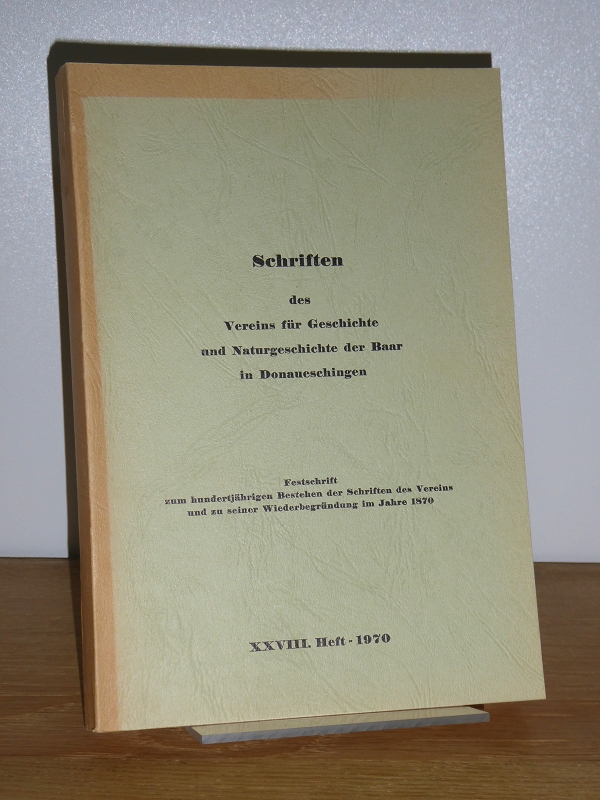 Schriften
des
Vereins für Geschichte
und Naturgeschichte der Baar
in Donaueschingen
Festschrift
zum hundertjährigen Bestehen der Schriften des Vereins
und zu seiner Wiederbegründung im Jahre 1870
XXVIII. Heft - 1970